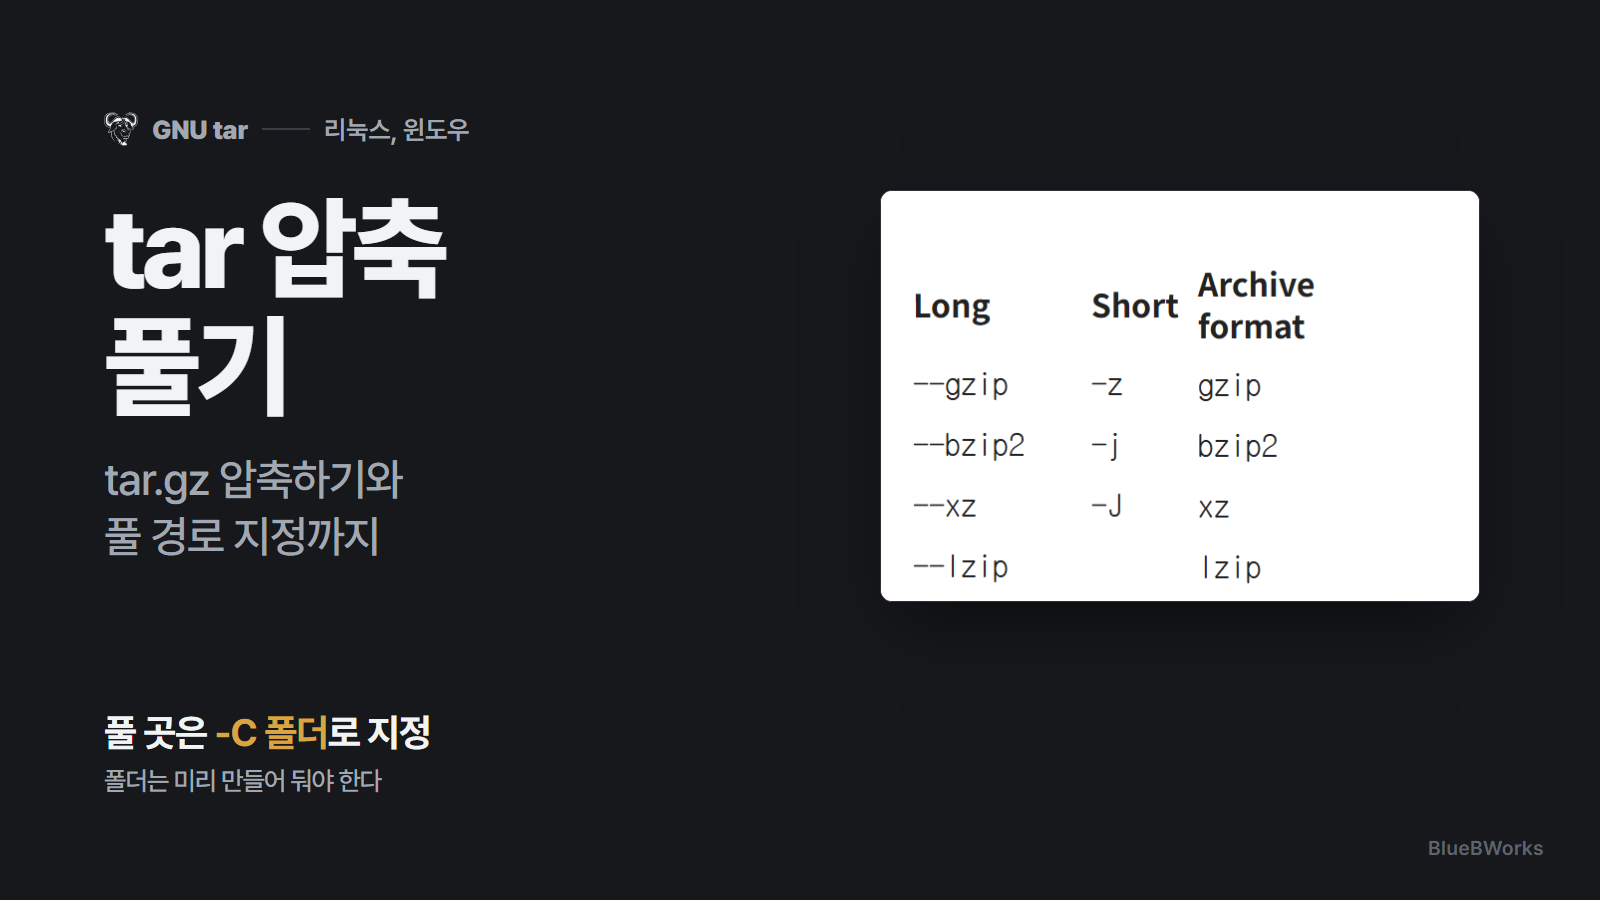 GNU tar — 리눅스, 윈도우
tar 압축
풀기
tar.gz 압축하기와
풀 경로 지정까지
풀 곳은 -C 폴더로 지정
폴더는 미리 만들어 둬야 한다
Long Short Archive format
--gzip -z gzip
--bzip2 -j bzip2
--xz -J xz
--lzip lzip
BlueBWorks